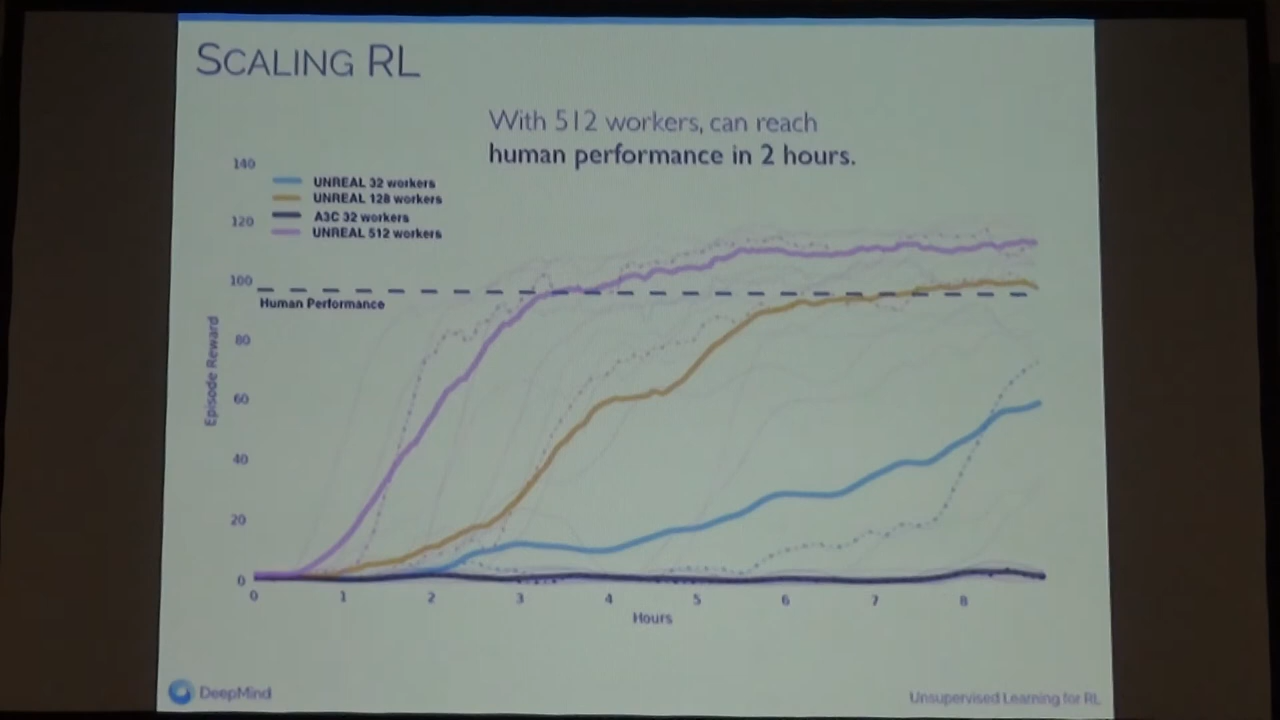 SCALING RL
With 512 workers, can reach
human performance in 2 hours.
140
UNREAL 32 workers
UNREAL 128 workers
A3C 32 workers
UNREAL 512 workers
120
100
Human Performance
80
60
40
20
0
Episode Reward
0 1 2 3 4 5 6 7 8
Hours
DeepMind
Unsupervised Learning for RL